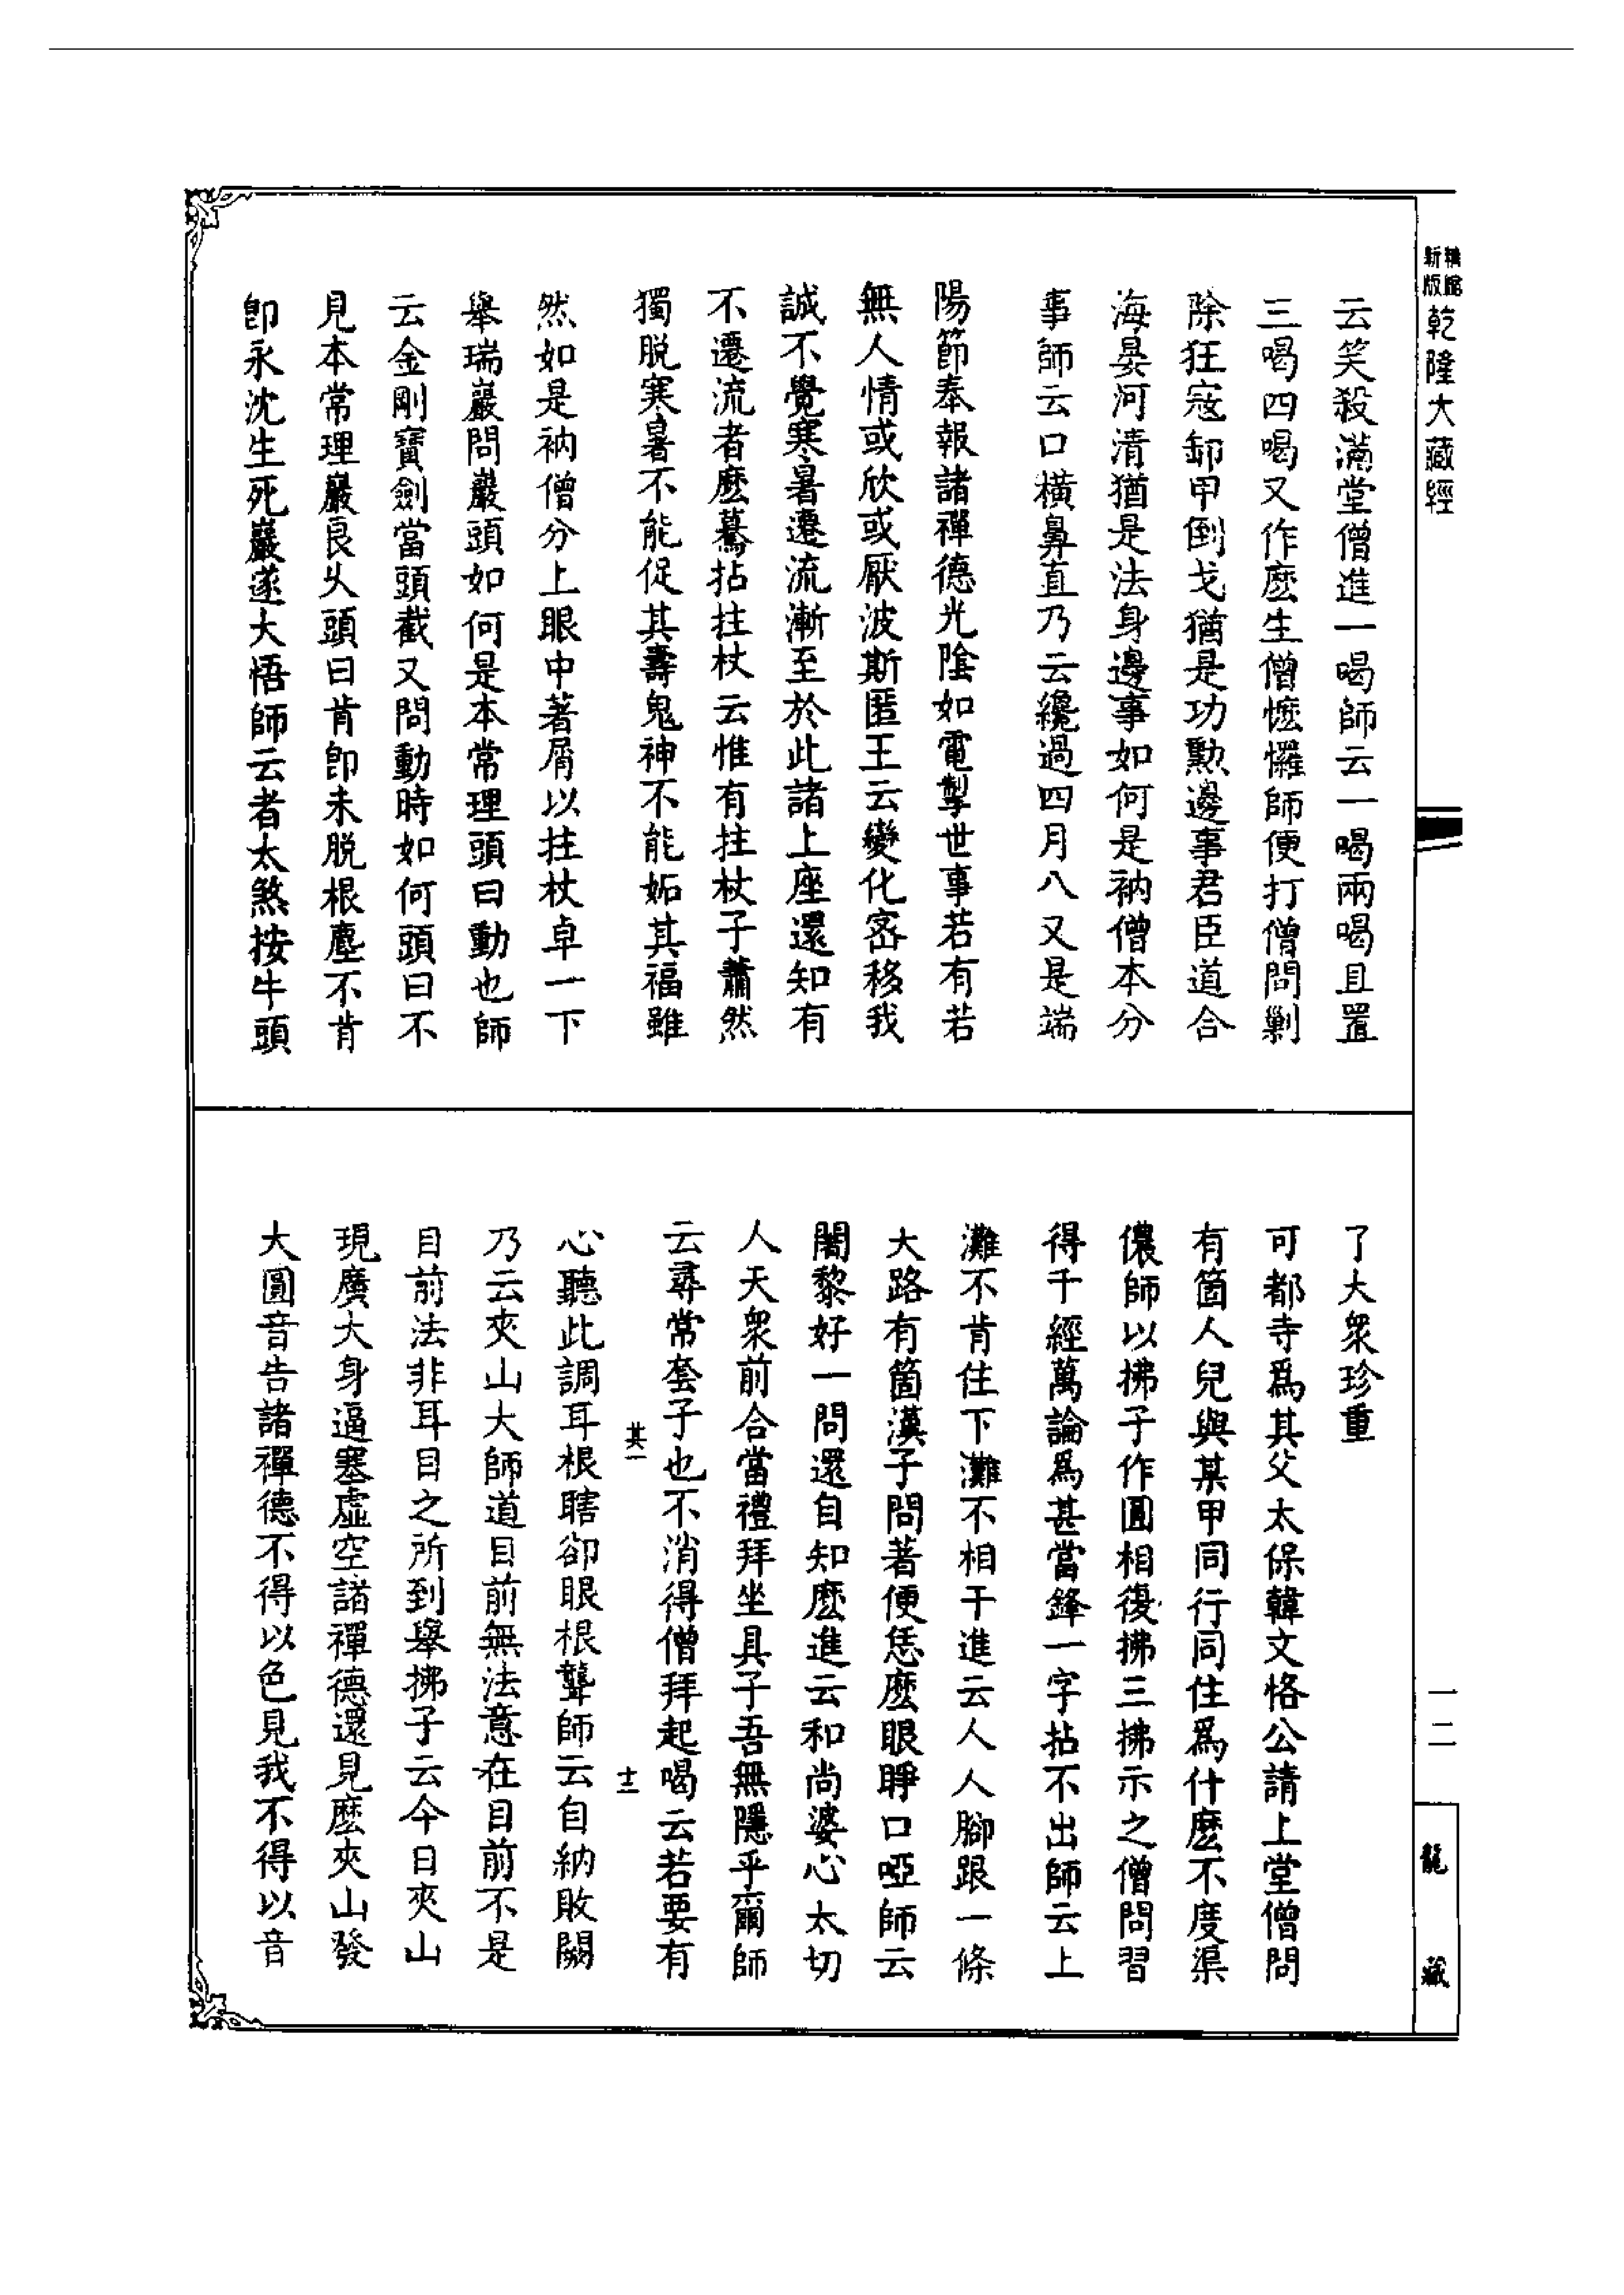 新版
精縮
乾隆大藏經
云笑殺滿堂僧進一喝師云一喝兩喝且置
三喝四喝又作麽生僧㦬㦬師便打僧問剿
除狂寇卸甲倒戈猶是功勲邊事君臣道合
海晏河清猶是法身邊事如何是衲僧本分
事師云口橫鼻直乃云纔過四月八又是端
陽節奉報諸禪德光陰如電掣世事若有若
無人情或欣或厭波斯匿王云變化宻移我
誠不覺寒暑遷流漸至於此諸上座還知有
不遷流者麽驀拈拄杖云惟有拄杖子蕭然
獨脫寒暑不能促其壽鬼神不能妬其福雖
然如是衲僧分上眼中著屑以拄杖卓一下
舉瑞巖問巖頭如何是本常理頭曰動也師
云金剛寶劍當頭截又問動時如何頭曰不
見本常理巖良乆頭曰肯卽未脫根塵不肯
卽永沈生死巖遂大悟師云者太煞按牛頭
了大衆珍重
可都寺爲其父太保韓文恪公請上堂僧問
有箇人兒與某甲同行同住爲什麽不度渠
儂師以拂子作圓相復拂三拂示之僧問習
得千經萬論爲甚當鋒一字拈不出師云上
灘不肯住下灘不相干進云人人腳跟一條
大路有箇漢子問著便恁麽眼睜口啞師云
闍黎好一問還自知麽進云和尚婆心太切
人天衆前合當禮拜坐具子吾無隱乎爾師
云尋常套子也不消得僧拜起喝云若要有
其一
十二
心聽此調耳根瞎卻眼根聾師云自納敗闕
乃云夾山大師道目前無法意在目前不是
目前法非耳目之所到舉拂子云今日夾山
現廣大身逼塞虛空諸禪德還見麽夾山發
大圓音告諸禪德不得以色見我不得以音
一二
龍藏